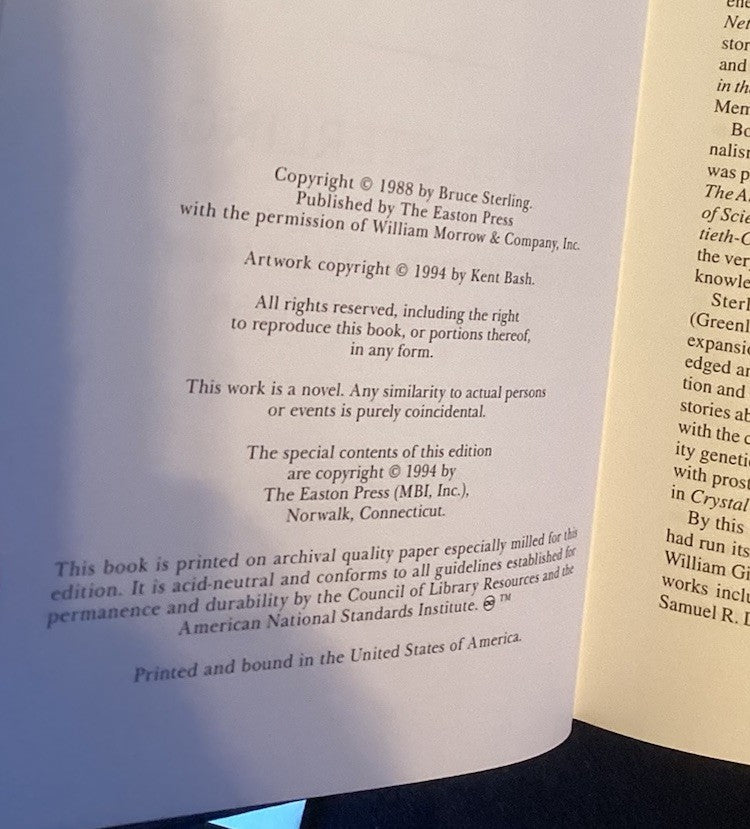 Copyright © 1988 by Bruce Sterling.
Published by The Easton Press
with the permission of William Morrow & Company, Inc.
Artwork copyright © 1994 by Kent Bash.
All rights reserved, including the right
to reproduce this book, or portions thereof,
in any form.
This work is a novel. Any similarity to actual persons
or events is purely coincidental.
The special contents of this edition
are copyright © 1994 by
The Easton Press (MBI, Inc.),
Norwalk, Connecticut.
This book is printed on archival quality paper especially milled for this
edition. It is acid-neutral and conforms to all guidelines established for
permanence and durability by the Council of Library Resources and the
American National Standards Institute. ♾ ™
Printed and bound in the United States of America.
stor
and
in th
Mem
Bo
nalis
was p
The A
of Scie
tieth-C
the ver
knowle
Sterl
(Greenl
expansi
edged an
tion and
stories ab
with the c
ity geneti
with prost
in Crystal
By this
had run its
William Gi
works inclu
Samuel R. D